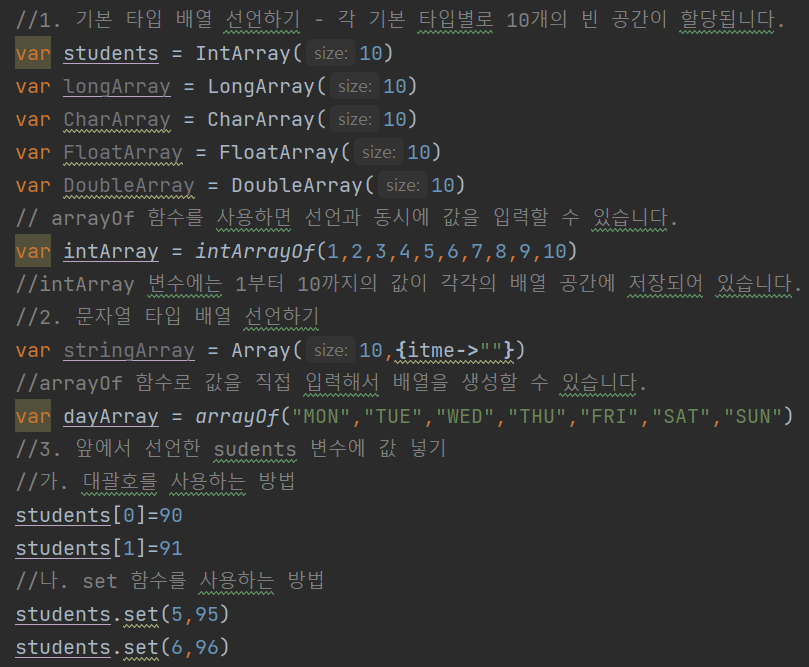 //1. 기본 타입 배열 선언하기 - 각 기본 타입별로 10개의 빈 공간이 할당됩니다.
var students = IntArray( size: 10)
var longArray = LongArray( size: 10)
var CharArray = CharArray( size: 10)
var FloatArray = FloatArray( size: 10)
var DoubleArray = DoubleArray( size: 10)
// arrayOf 함수를 사용하면 선언과 동시에 값을 입력할 수 있습니다.
var intArray = intArrayOf(1,2,3,4,5,6,7,8,9,10)
//intArray 변수에는 1부터 10까지의 값이 각각의 배열 공간에 저장되어 있습니다.
//2. 문자열 타입 배열 선언하기
var stringArray = Array( size: 10,{itme->""})
//arrayOf 함수로 값을 직접 입력해서 배열을 생성할 수 있습니다.
var dayArray = arrayOf("MON","TUE","WED","THU","FRI","SAT","SUN")
//3. 앞에서 선언한 sudents 변수에 값 넣기
//가. 대괄호를 사용하는 방법
students[0]=90
students[1]=91
//나. set 함수를 사용하는 방법
students.set(5,95)
students.set(6,96)